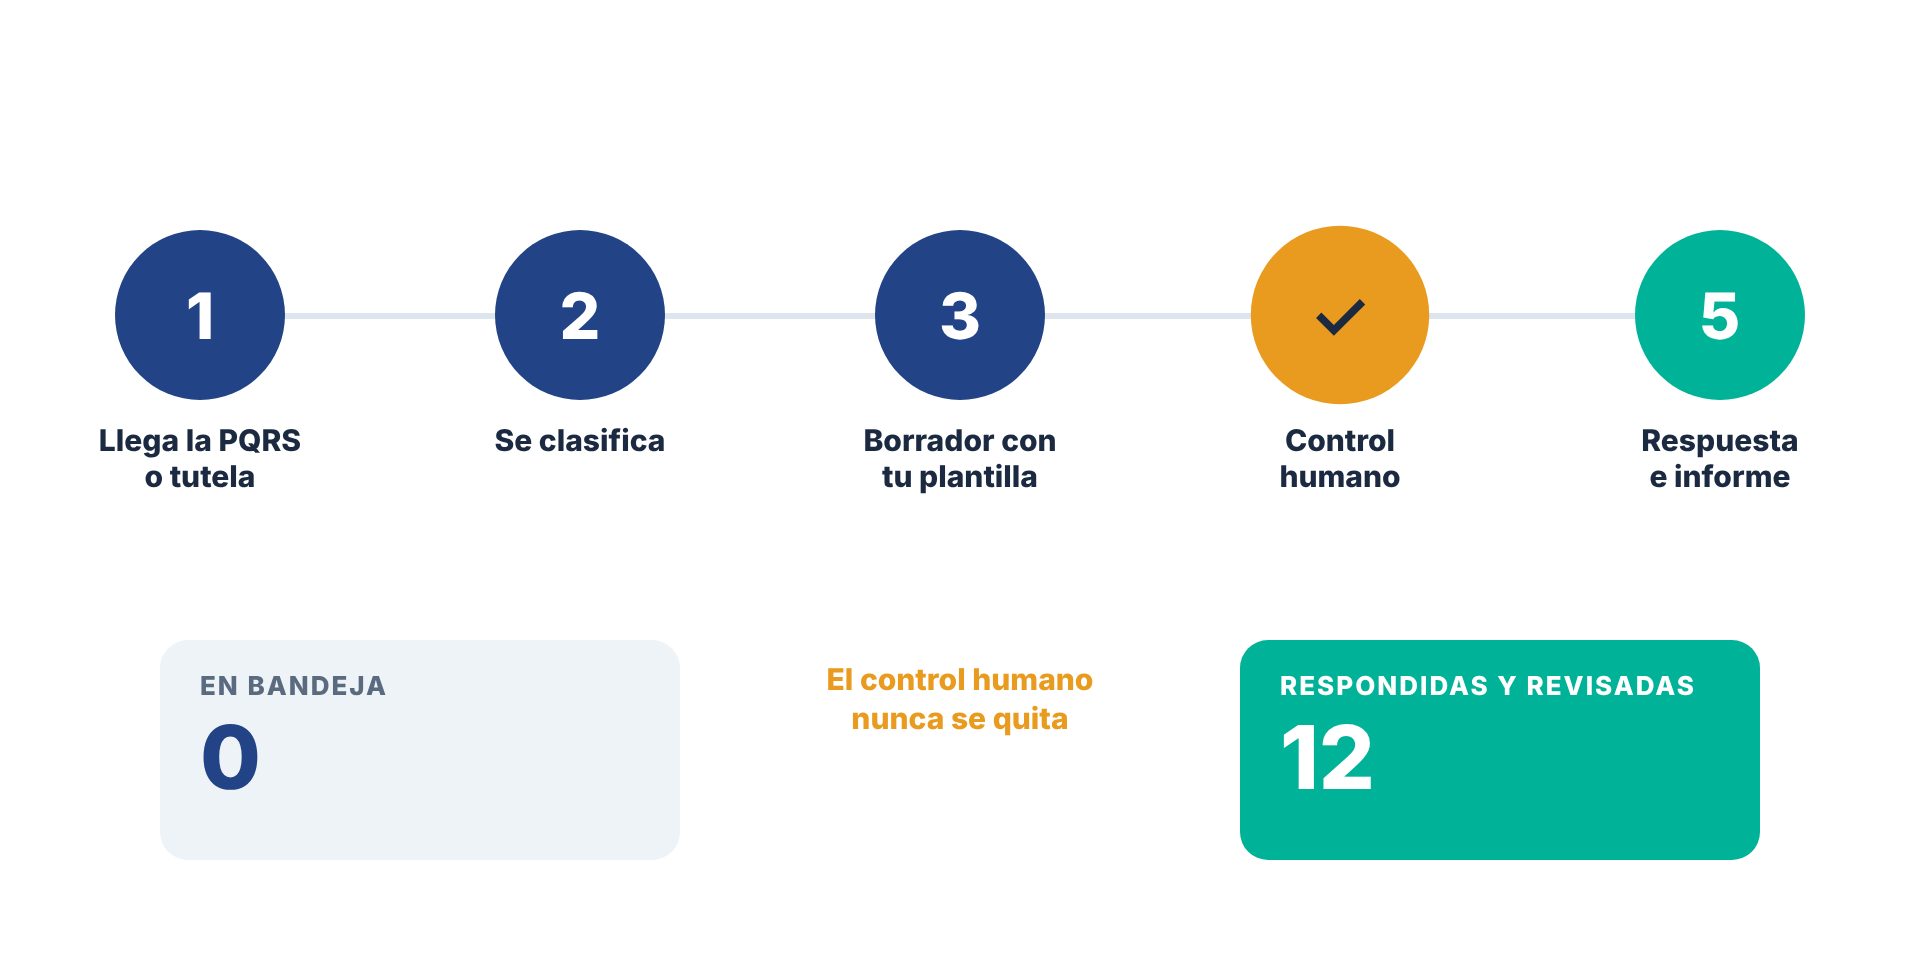 1
2
3
5
Llega la PQRS
o tutela
Se clasifica
Borrador con
tu plantilla
Control
humano
Respuesta
e informe
EN BANDEJA
0
El control humano
nunca se quita
RESPONDIDAS Y REVISADAS
12